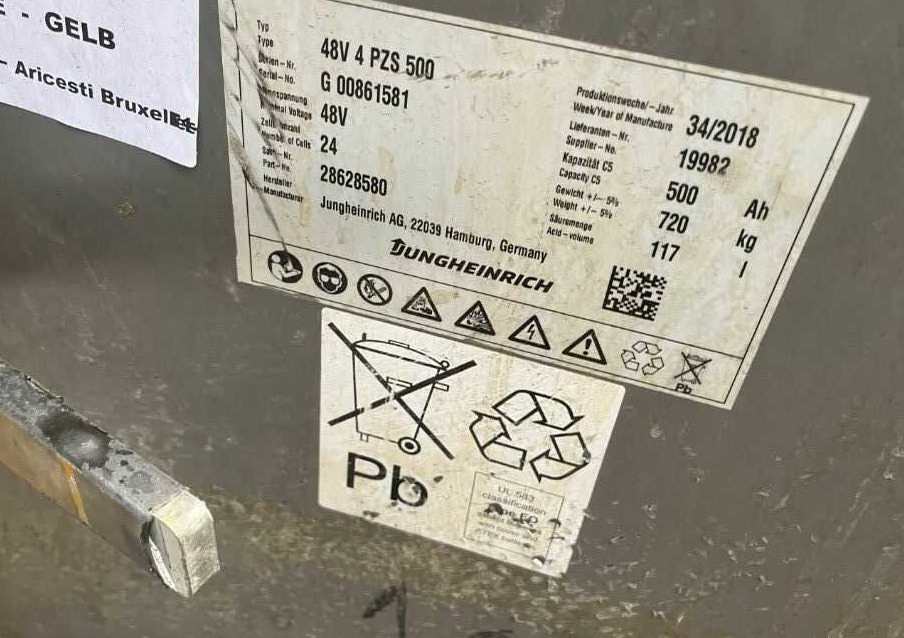 - GELB
- Aricesti Bruxelles
Typ
Type
48V 4 PZS 500
Serien-Nr.
Serial-No.
G 00861581
Nennspannung
Nominal Voltage
48V
Zellenanzahl
Number of Cells
24
Sach-Nr.
Part-No.
28628580
Hersteller
Manufacturer
Jungheinrich AG, 22039 Hamburg, Germany
JUNGHEINRICH
Produktionswoche/-Jahr
Week/Year of Manufacture
34/2018
Lieferanten-Nr.
Supplier-No.
19982
Kapazität C5
Capacity C5
500 Ah
Gewicht +/- 5%
Weight +/- 5%
720 kg
Säuremenge
Acid-volume
117 l
Pb
Pb
UL 583
classification